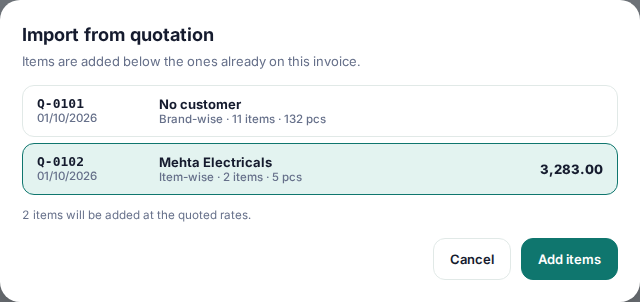 Import from quotation
Items are added below the ones already on this invoice.
Q-0101
No customer
01/10/2026
Brand-wise · 11 items · 132 pcs
Q-0102
Mehta Electricals
3,283.00
01/10/2026
Item-wise · 2 items · 5 pcs
2 items will be added at the quoted rates.
Cancel
Add items